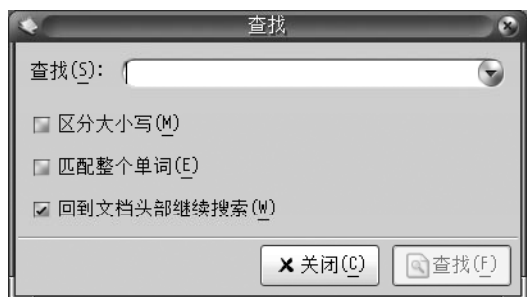 查找
查找(S):
区分大小写(M)
匹配整个单词(E)
回到文档头部继续搜索(W)
关闭(C) 查找(F)